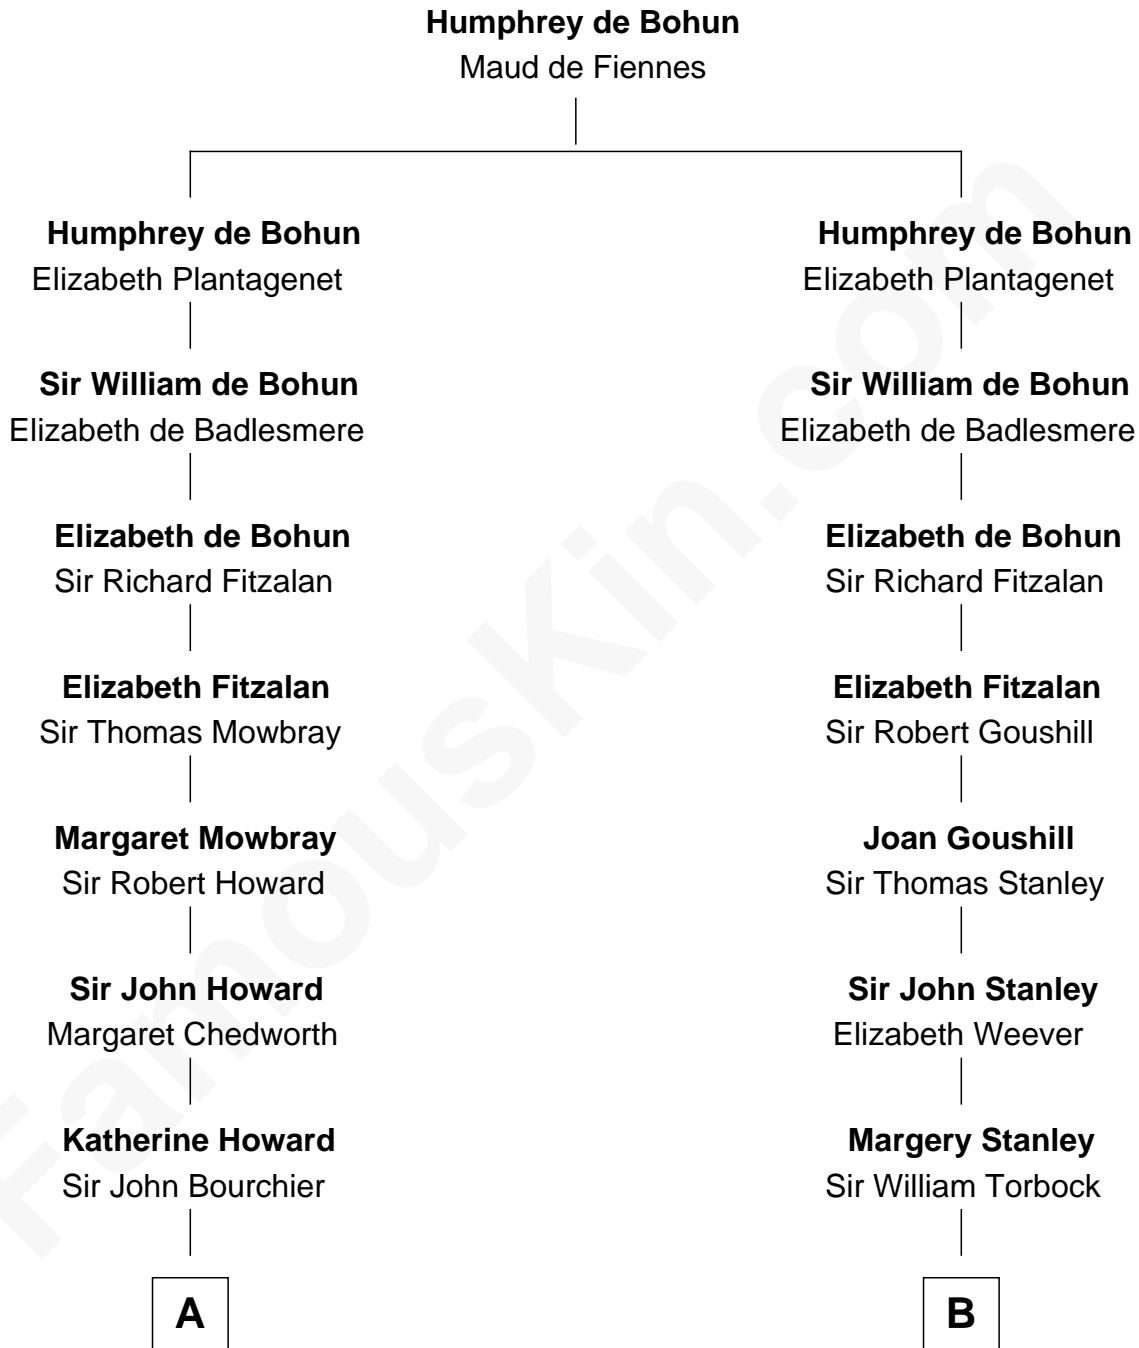 Humphrey de Bohun
Maud de Fiennes
Humphrey de Bohun
Elizabeth Plantagenet
Sir William de Bohun
Elizabeth de Badlesmere
Elizabeth de Bohun
Sir Richard Fitzalan
Elizabeth Fitzalan
Sir Thomas Mowbray
Margaret Mowbray
Sir Robert Howard
Sir John Howard
Margaret Chedworth
Katherine Howard
Sir John Bourchier
A
Humphrey de Bohun
Elizabeth Plantagenet
Sir William de Bohun
Elizabeth de Badlesmere
Elizabeth de Bohun
Sir Richard Fitzalan
Elizabeth Fitzalan
Sir Robert Goushill
Joan Goushill
Sir Thomas Stanley
Sir John Stanley
Elizabeth Weever
Margery Stanley
Sir William Torbock
B
FamousKin.com